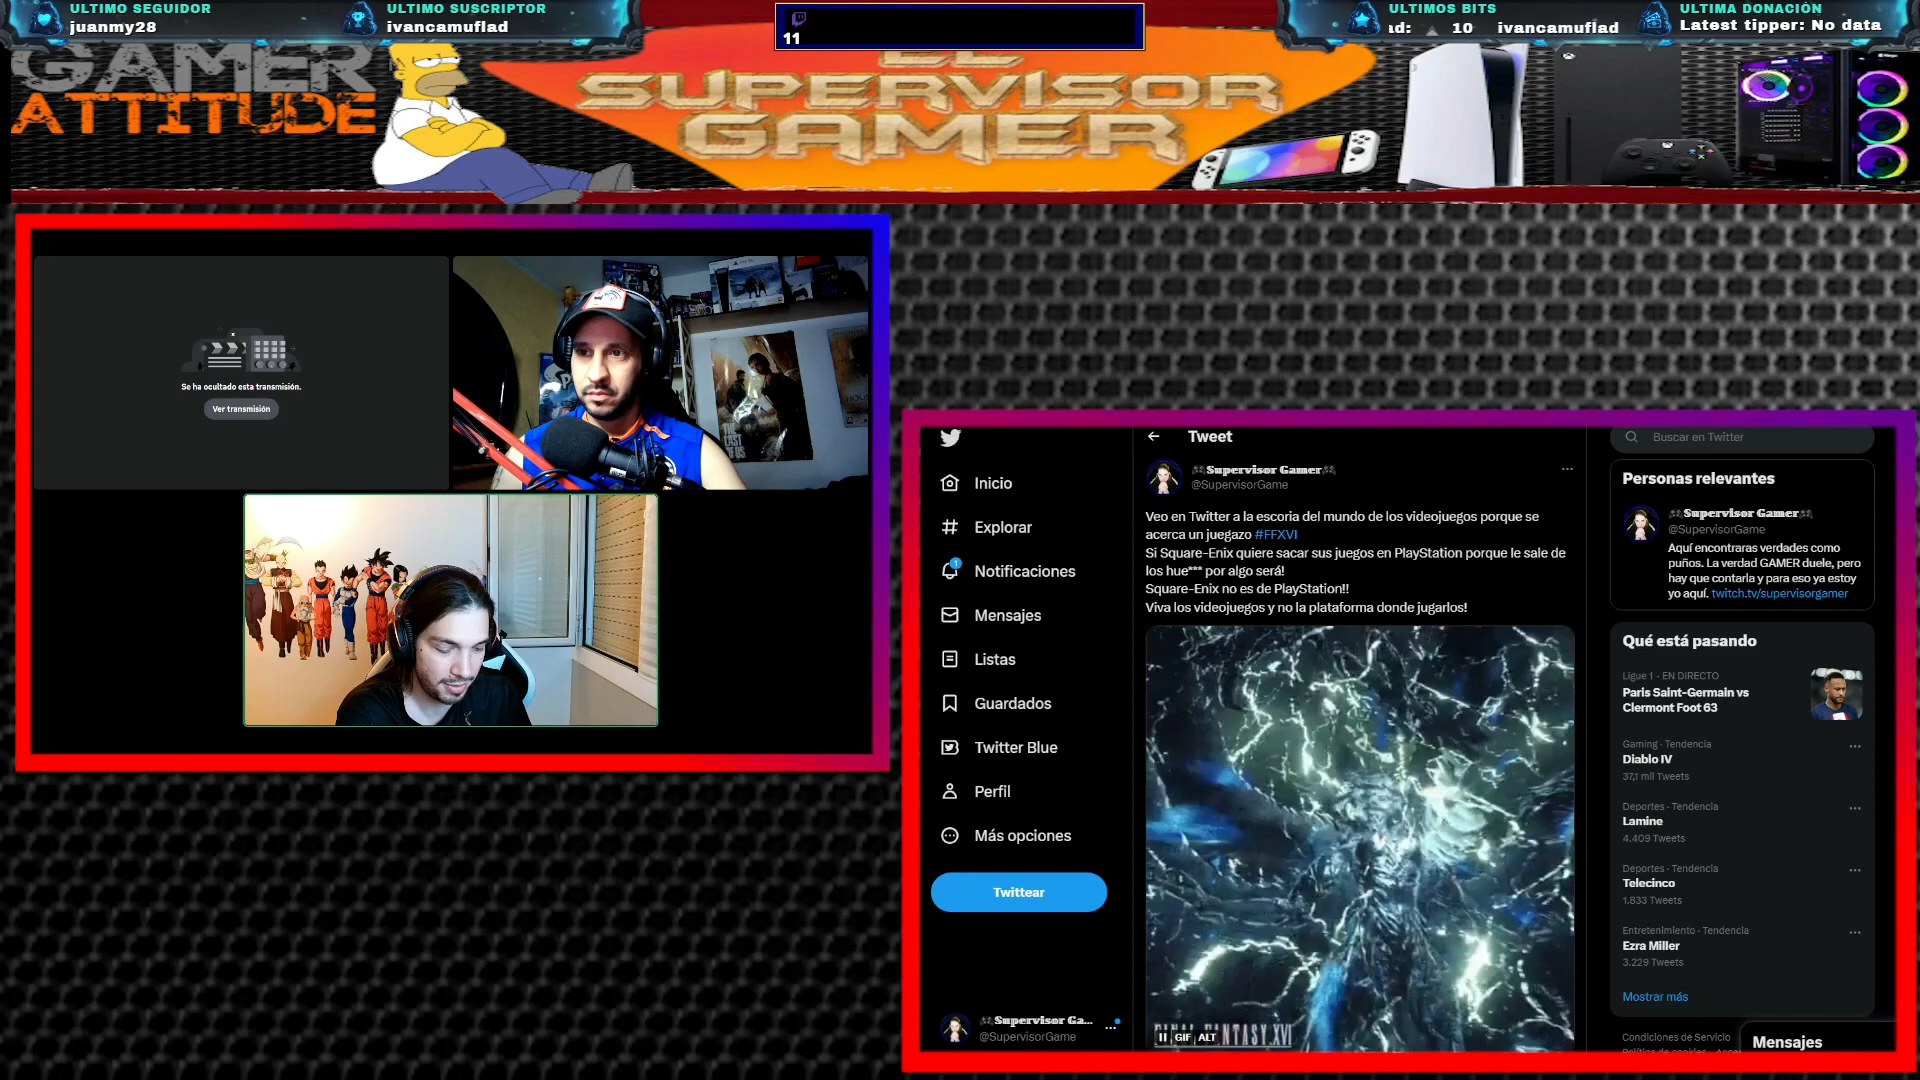 ULTIMO SEGUIDOR
juanmy28
ULTIMO SUSCRIPTOR
ivancamuflad
11
ULTIMOS BITS
ad: 10 ivancamuflad
ULTIMA DONACIÓN
Latest tipper: No data
GAMER
ATTITUDE
EL
SUPERVISOR
GAMER
Se ha ocultado esta transmisión.
Ver transmisión
Inicio
Explorar
1
Notificaciones
Mensajes
Listas
Guardados
Twitter Blue
Perfil
Más opciones
Twittear
🎮Supervisor Ga...
@SupervisorGame
Tweet
🎮Supervisor Gamer🎮
@SupervisorGame
Veo en Twitter a la escoria del mundo de los videojuegos porque se
acerca un juegazo #FFXVI
Si Square-Enix quiere sacar sus juegos en PlayStation porque le sale de
los hue*** por algo será!
Square-Enix no es de PlayStation!!
Viva los videojuegos y no la plataforma donde jugarlos!
FINAL FANTASY XVI
GIF ALT
Buscar en Twitter
Personas relevantes
🎮Supervisor Gamer🎮
@SupervisorGame
Aquí encontraras verdades como
puños. La verdad GAMER duele, pero
hay que contarla y para eso ya estoy
yo aquí. twitch.tv/supervisorgamer
Qué está pasando
Ligue 1 · EN DIRECTO
Paris Saint-Germain vs
Clermont Foot 63
Gaming · Tendencia
Diablo IV
37,1 mil Tweets
Deportes · Tendencia
Lamine
4.409 Tweets
Deportes · Tendencia
Telecinco
1.833 Tweets
Entretenimiento · Tendencia
Ezra Miller
3.229 Tweets
Mostrar más
Condiciones de Servicio
Mensajes